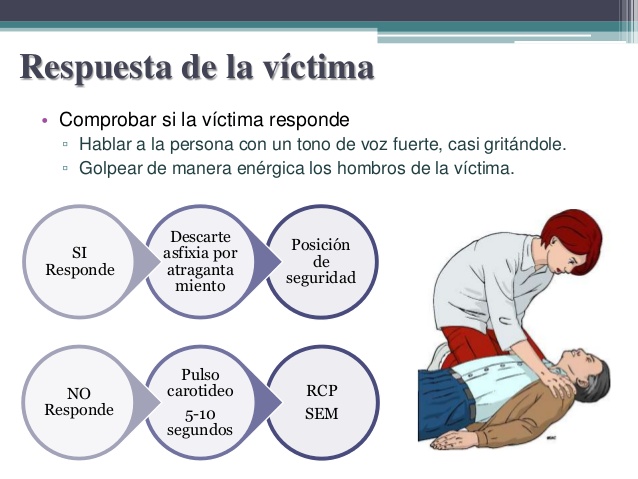 Respuesta de la víctima
• Comprobar si la víctima responde
▫ Hablar a la persona con un tono de voz fuerte, casi gritándole.
▫ Golpear de manera enérgica los hombros de la víctima.
SI
Responde
Descarte
asfixia por
atraganta
miento
Posición
de
seguridad
NO
Responde
Pulso
carotideo
5-10
segundos
RCP
SEM